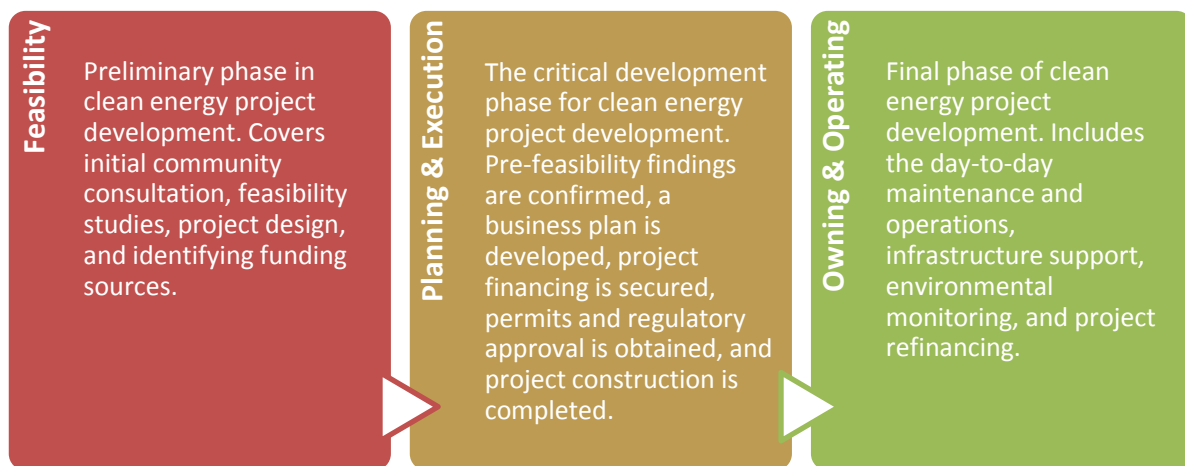 Feasibility
Preliminary phase in
clean energy project
development. Covers
initial community
consultation, feasibility
studies, project design,
and identifying funding
sources.
Planning & Execution
The critical development
phase for clean energy
project development.
Pre-feasibility findings
are confirmed, a
business plan is
developed, project
financing is secured,
permits and regulatory
approval is obtained, and
project construction is
completed.
Owning & Operating
Final phase of clean
energy project
development. Includes
the day-to-day
maintenance and
operations,
infrastructure support,
environmental
monitoring, and project
refinancing.